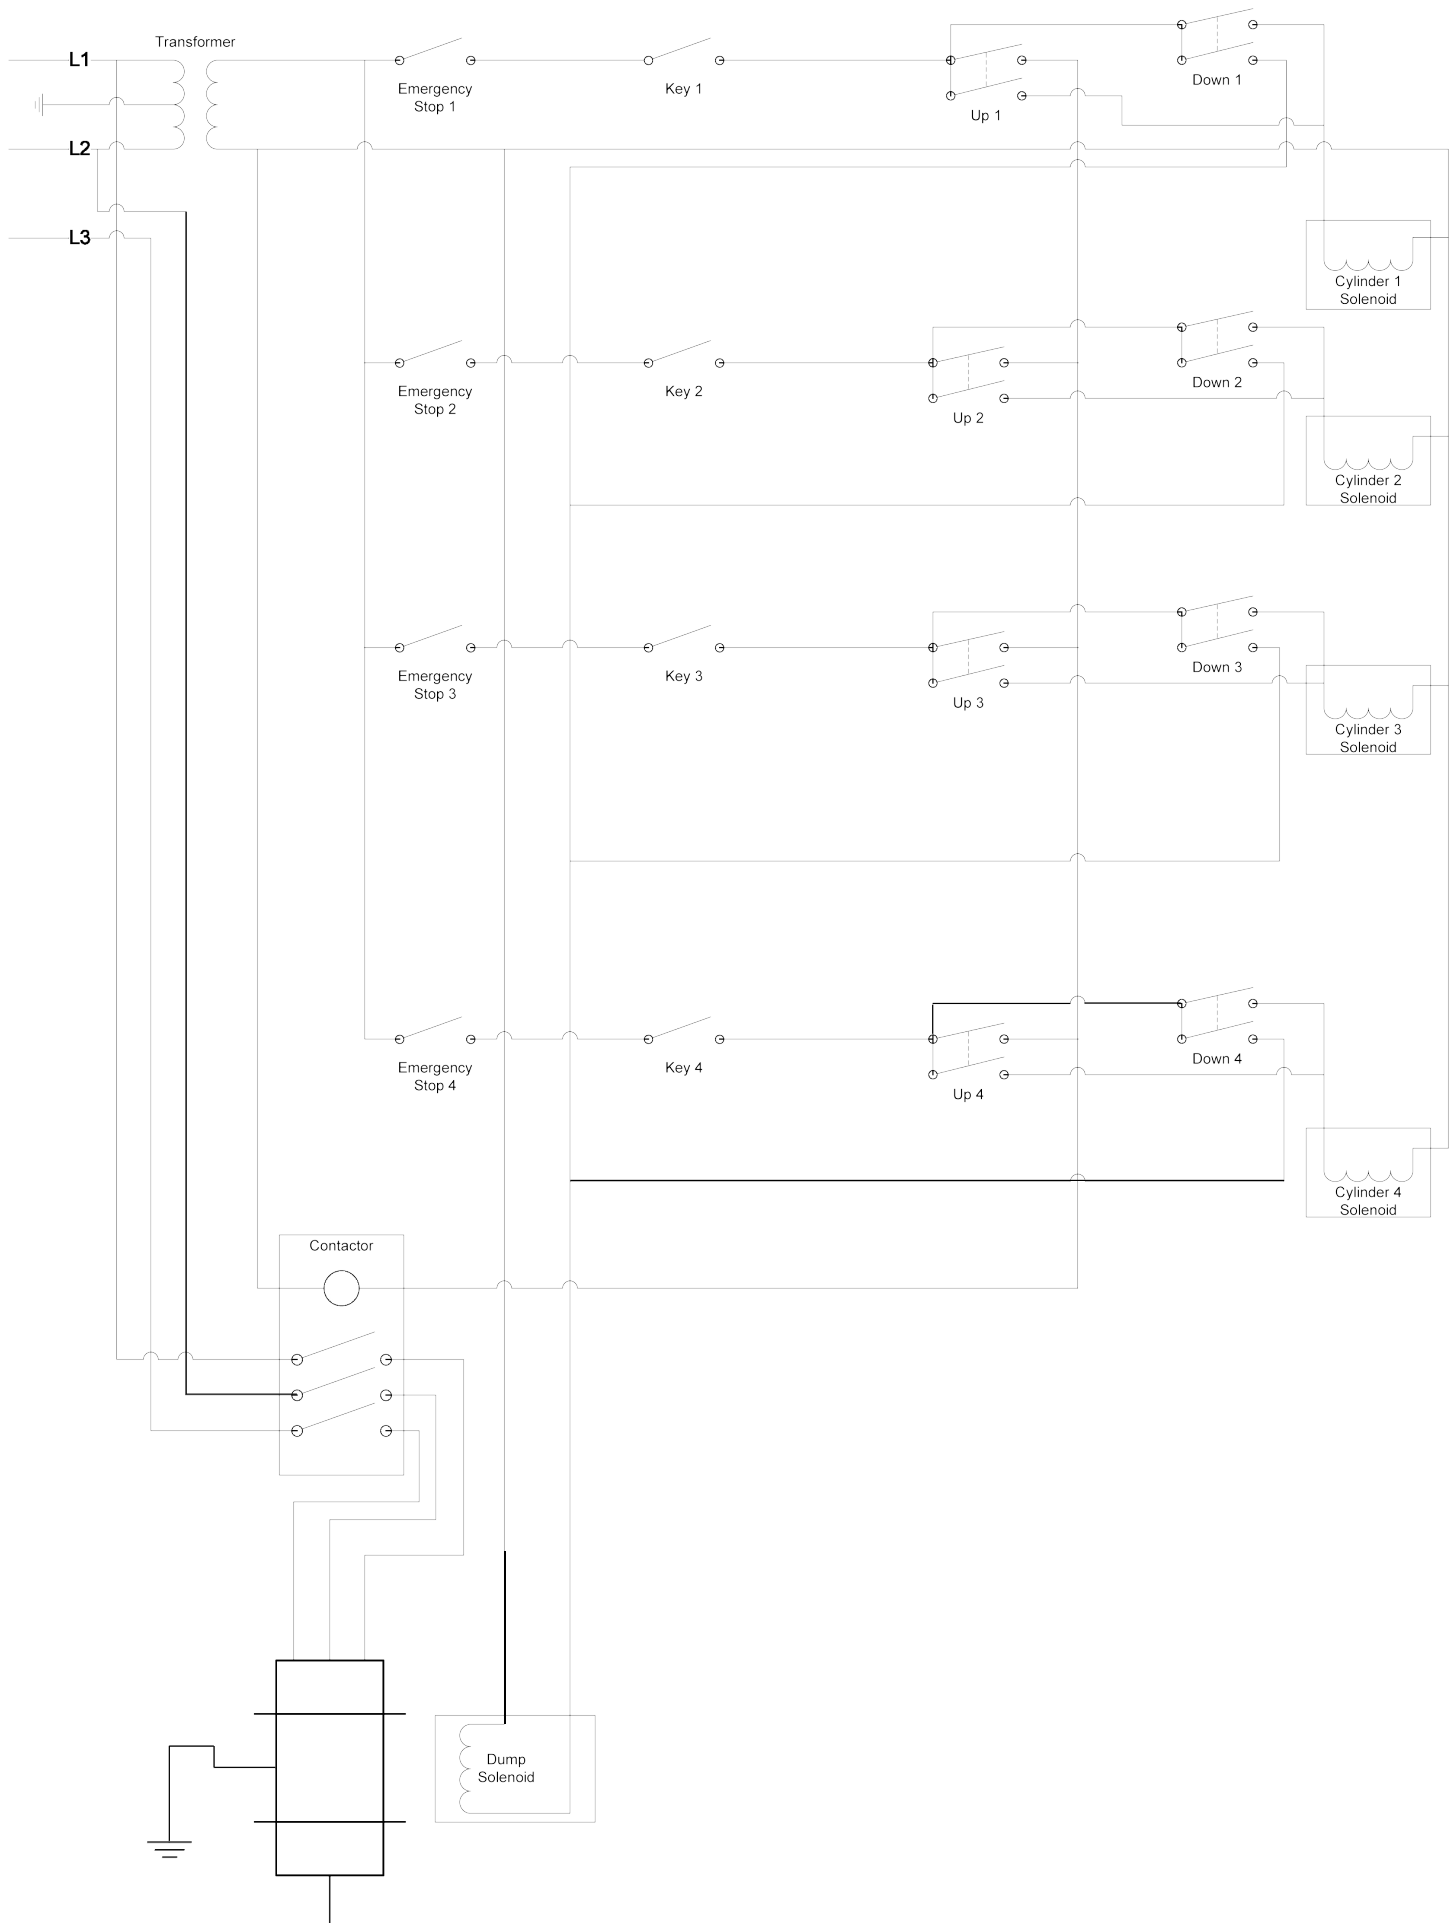 Transformer
L1
Emergency
Stop 1
Key 1
Up 1
Down 1
L2
L3
Cylinder 1
Solenoid
Emergency
Stop 2
Key 2
Up 2
Down 2
Cylinder 2
Solenoid
Emergency
Stop 3
Key 3
Up 3
Down 3
Cylinder 3
Solenoid
Emergency
Stop 4
Key 4
Up 4
Down 4
Cylinder 4
Solenoid
Contactor
Dump
Solenoid